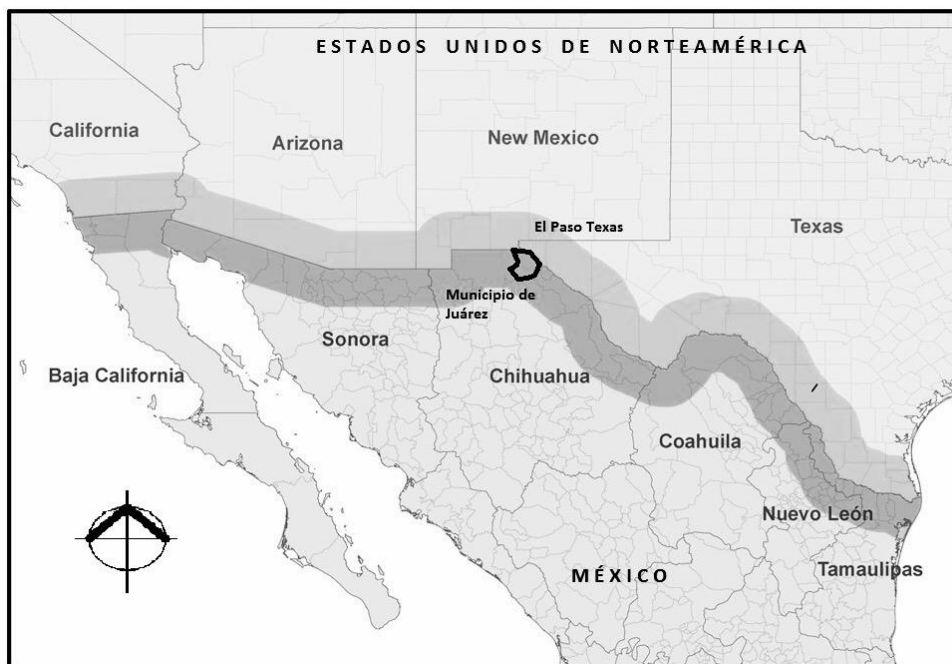 ESTADOS UNIDOS DE NORTEAMÉRICA
California
Arizona
New Mexico
El Paso Texas
Texas
Municipio de
Juárez
Sonora
Baja California
Chihuahua
Coahuila
Nuevo León
MÉXICO
Tamaulipas